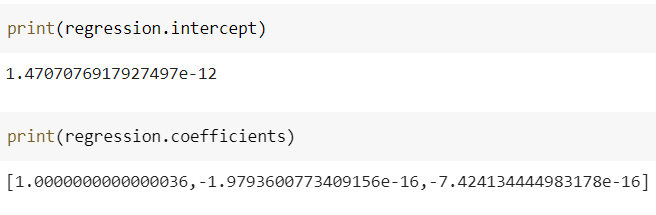 print(regression.intercept)
1.4707076917927497e-12
print(regression.coefficients)
[1.0000000000000036,-1.9793600773409156e-16,-7.424134444983178e-16]